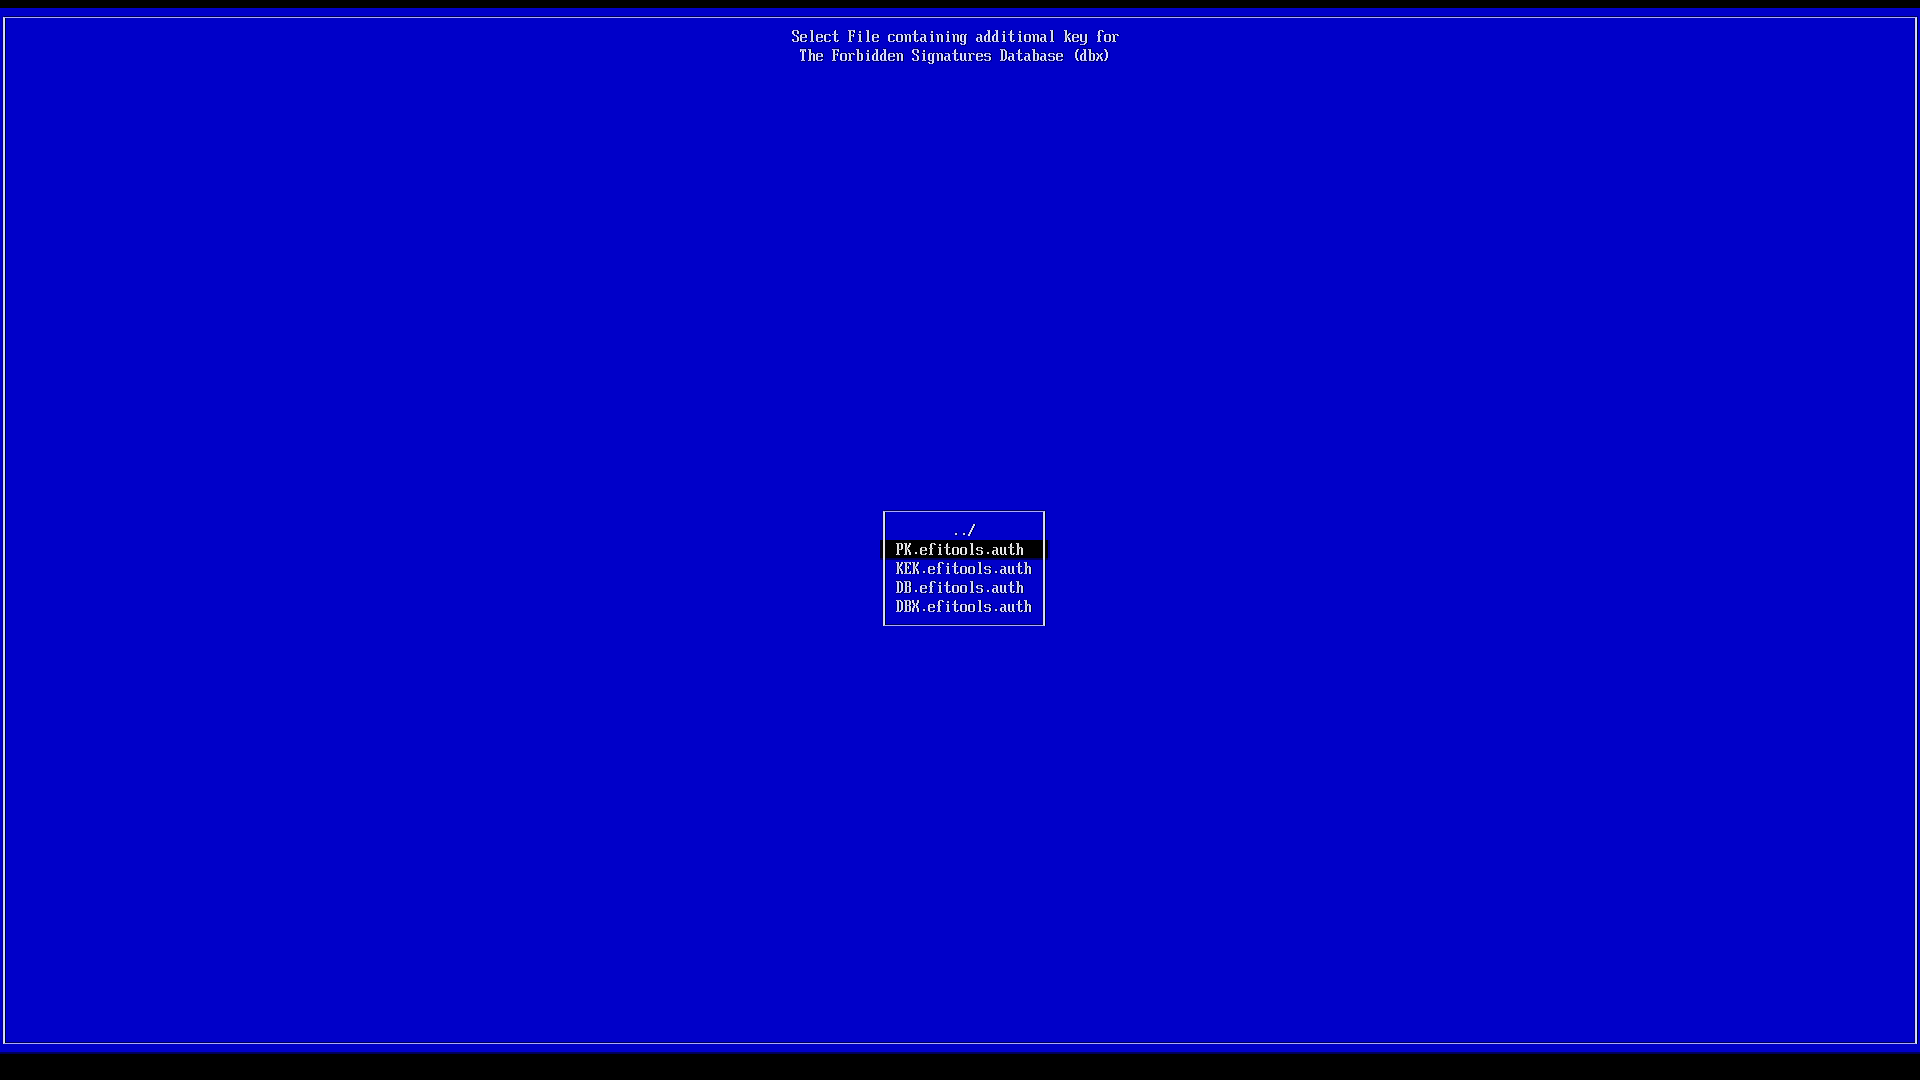 Select File containing additional key for
The Forbidden Signatures Database (dbx)
../
PK.efitools.auth
KEK.efitools.auth
DB.efitools.auth
DBX.efitools.auth